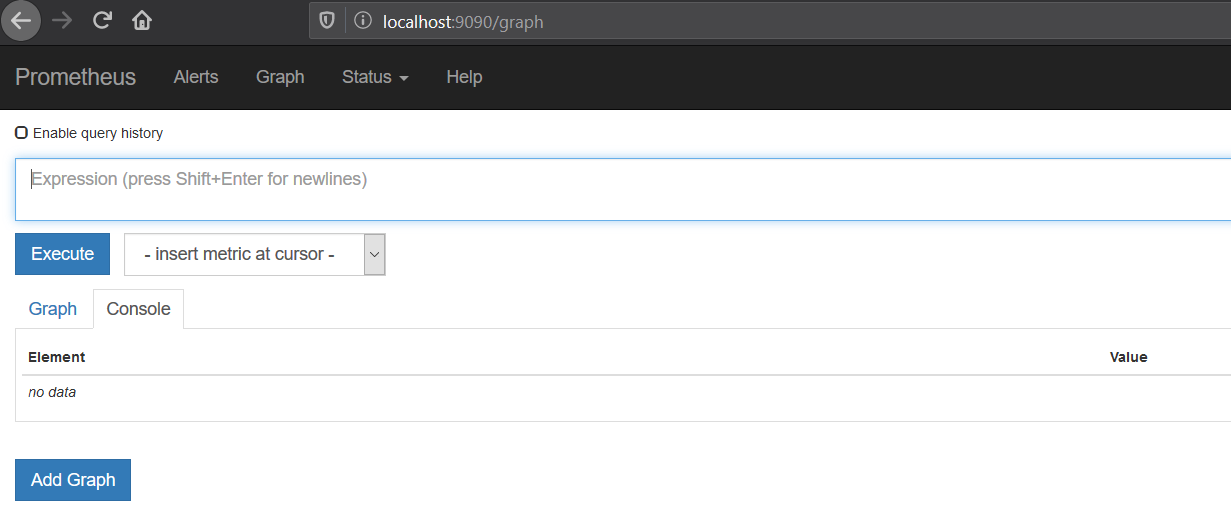 localhost:9090/graph
Prometheus Alerts Graph Status Help
Enable query history
Expression (press Shift+Enter for newlines)
Execute - insert metric at cursor -
Graph Console
Element Value
no data
Add Graph